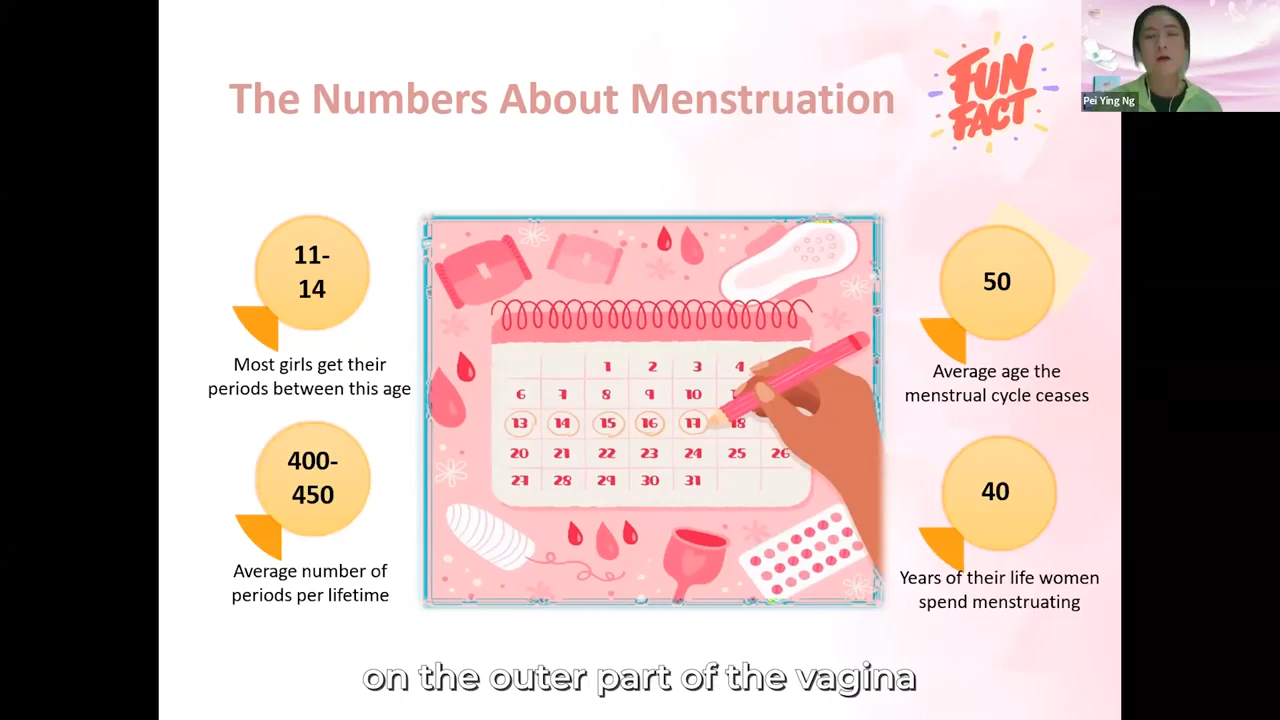 The Numbers About Menstruation
FUN
FACT
Pei Ying Ng
11-
14
Most girls get their
periods between this age
400-
450
Average number of
periods per lifetime
1 2 3 4
6 7 8 9 10
13 14 15 16 17 18
20 21 22 23 24 25 26
27 28 29 30 31
50
Average age the
menstrual cycle ceases
40
Years of their life women
spend menstruating
on the outer part of the vagina